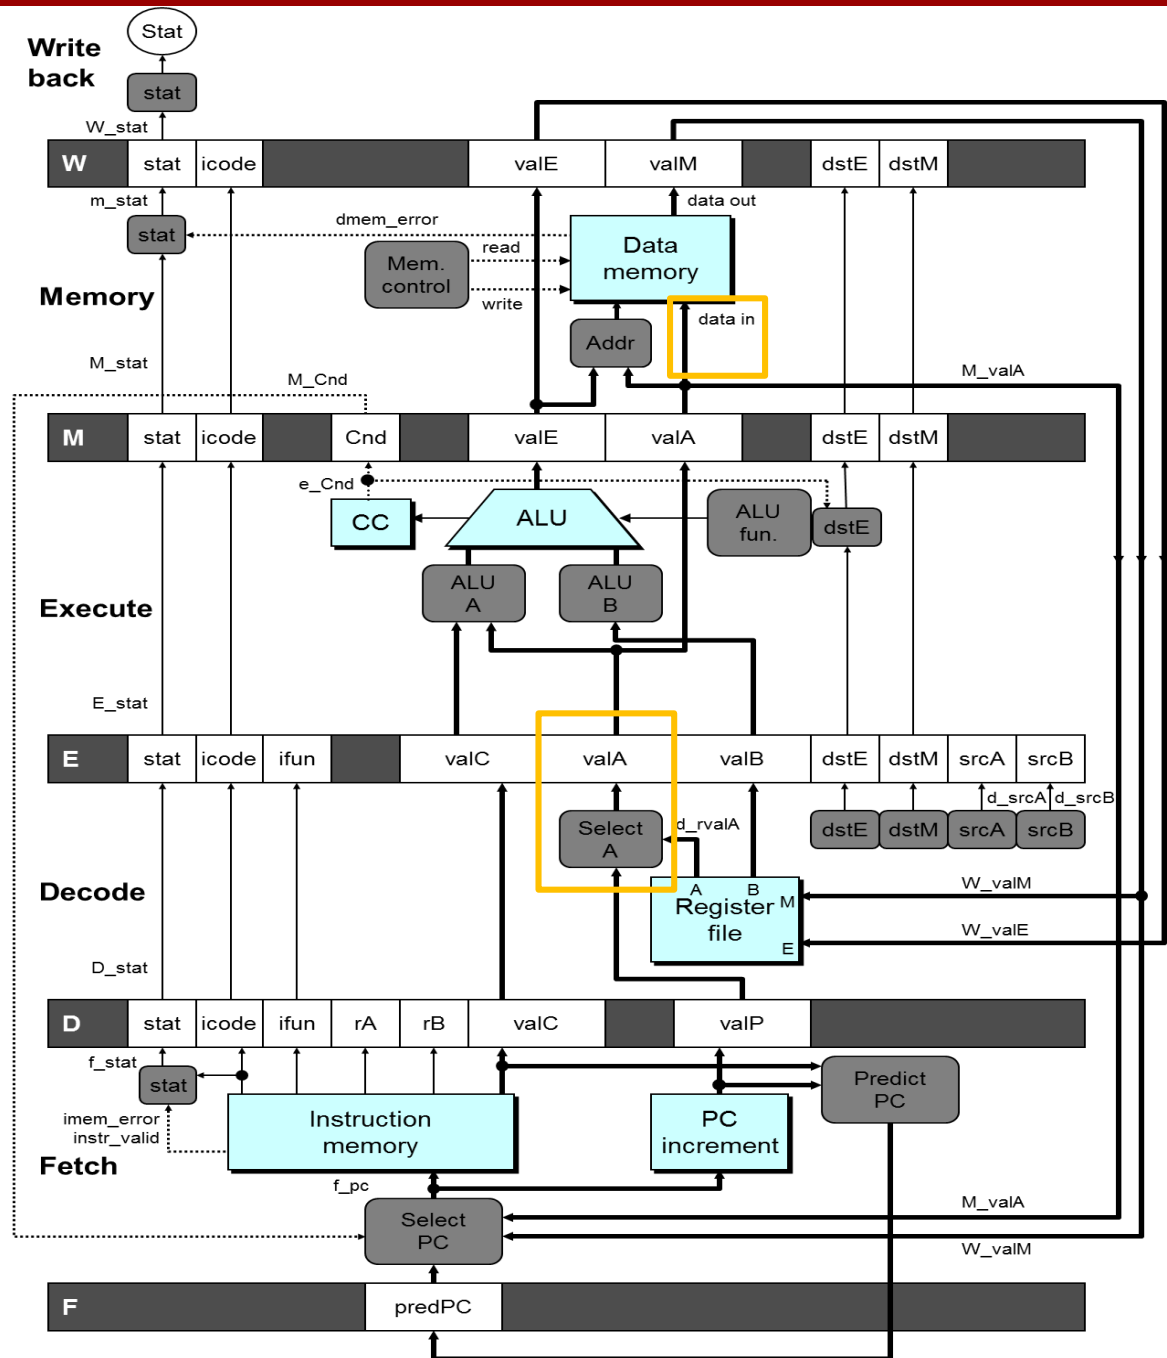 Stat
Write
back
stat
W_stat
W
stat
icode
valE
valM
dstE
dstM
m_stat
data out
stat
dmem_error
read
Mem.
control
write
Data
memory
Memory
data in
Addr
M_stat
M_Cnd
M_valA
M
stat
icode
Cnd
valE
valA
dstE
dstM
e_Cnd
CC
ALU
ALU
fun.
dstE
ALU
A
ALU
B
Execute
E_stat
E
stat
icode
ifun
valC
valA
valB
dstE
dstM
srcA
srcB
d_srcA
d_srcB
Select
A
d_rvalA
dstE
dstM
srcA
srcB
Decode
A
B
M
Register
file
E
W_valM
W_valE
D_stat
D
stat
icode
ifun
rA
rB
valC
valP
f_stat
stat
Predict
PC
imem_error
instr_valid
Instruction
memory
PC
increment
Fetch
f_pc
Select
PC
M_valA
W_valM
F
predPC